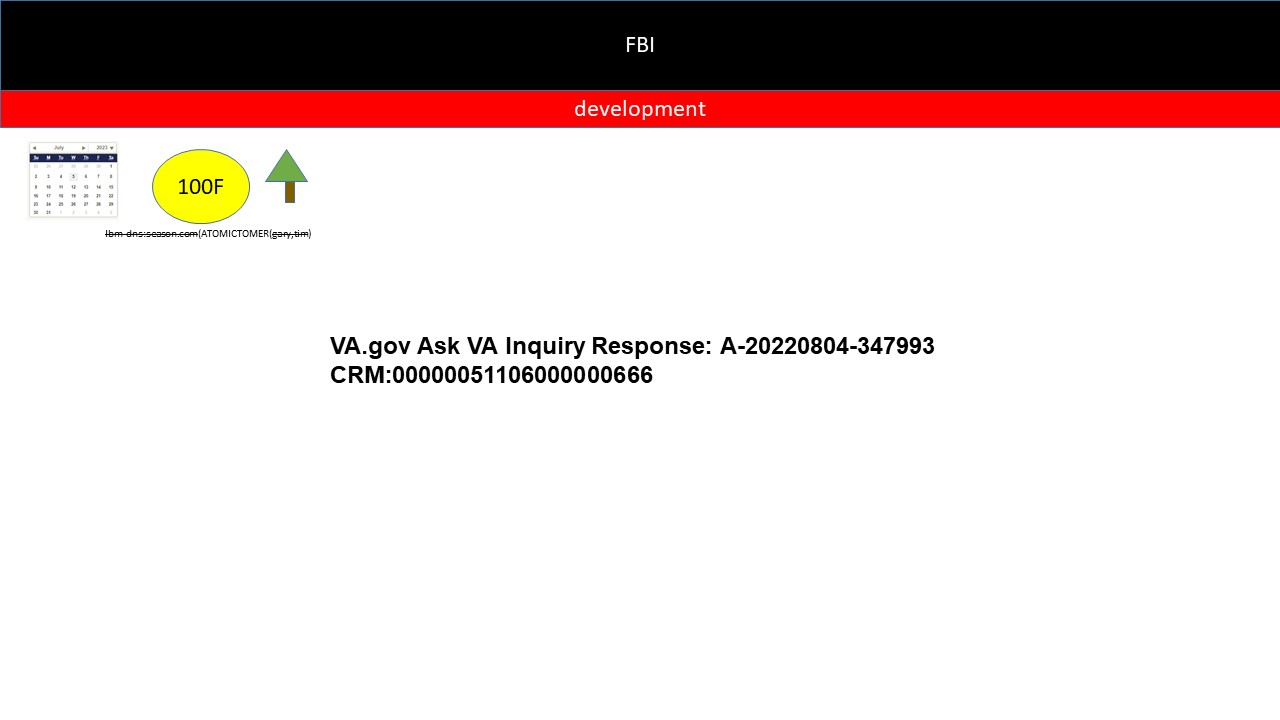 FBI
development
July 2023
Su M Tu W Th F Sa
25 26 27 28 29 30 1
2 3 4 5 6 7 8
9 10 11 12 13 14 15
16 17 18 19 20 21 22
23 24 25 26 27 28 29
30 31 1 2 3 4 5
100F
Ibm-dns:season.com(ATOMICTOMER(gary,tim)
VA.gov Ask VA Inquiry Response: A-20220804-347993
CRM:00000051106000000666